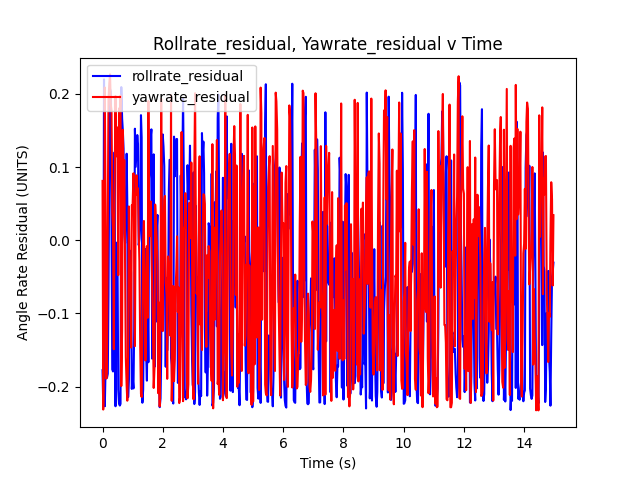 Rollrate_residual, Yawrate_residual v Time
rollrate_residual
yawrate_residual
Angle Rate Residual (UNITS)
0.2
0.1
0.0
−0.1
−0.2
0 2 4 6 8 10 12 14
Time (s)